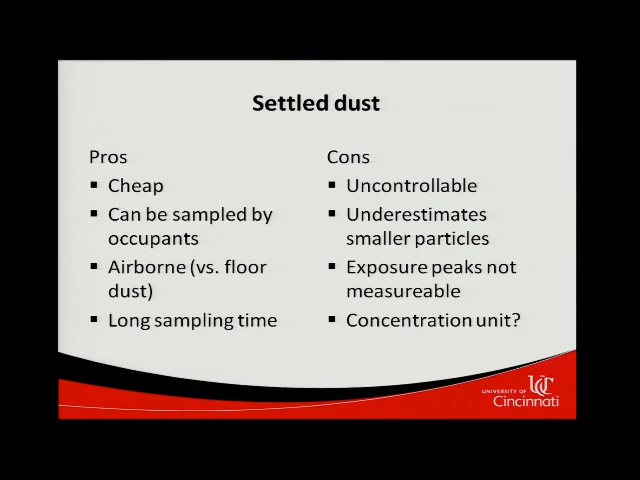 Settled dust
Pros
▪ Cheap
▪ Can be sampled by
occupants
▪ Airborne (vs. floor
dust)
▪ Long sampling time
Cons
▪ Uncontrollable
▪ Underestimates
smaller particles
▪ Exposure peaks not
measureable
▪ Concentration unit?
UNIVERSITY OF
UC
Cincinnati